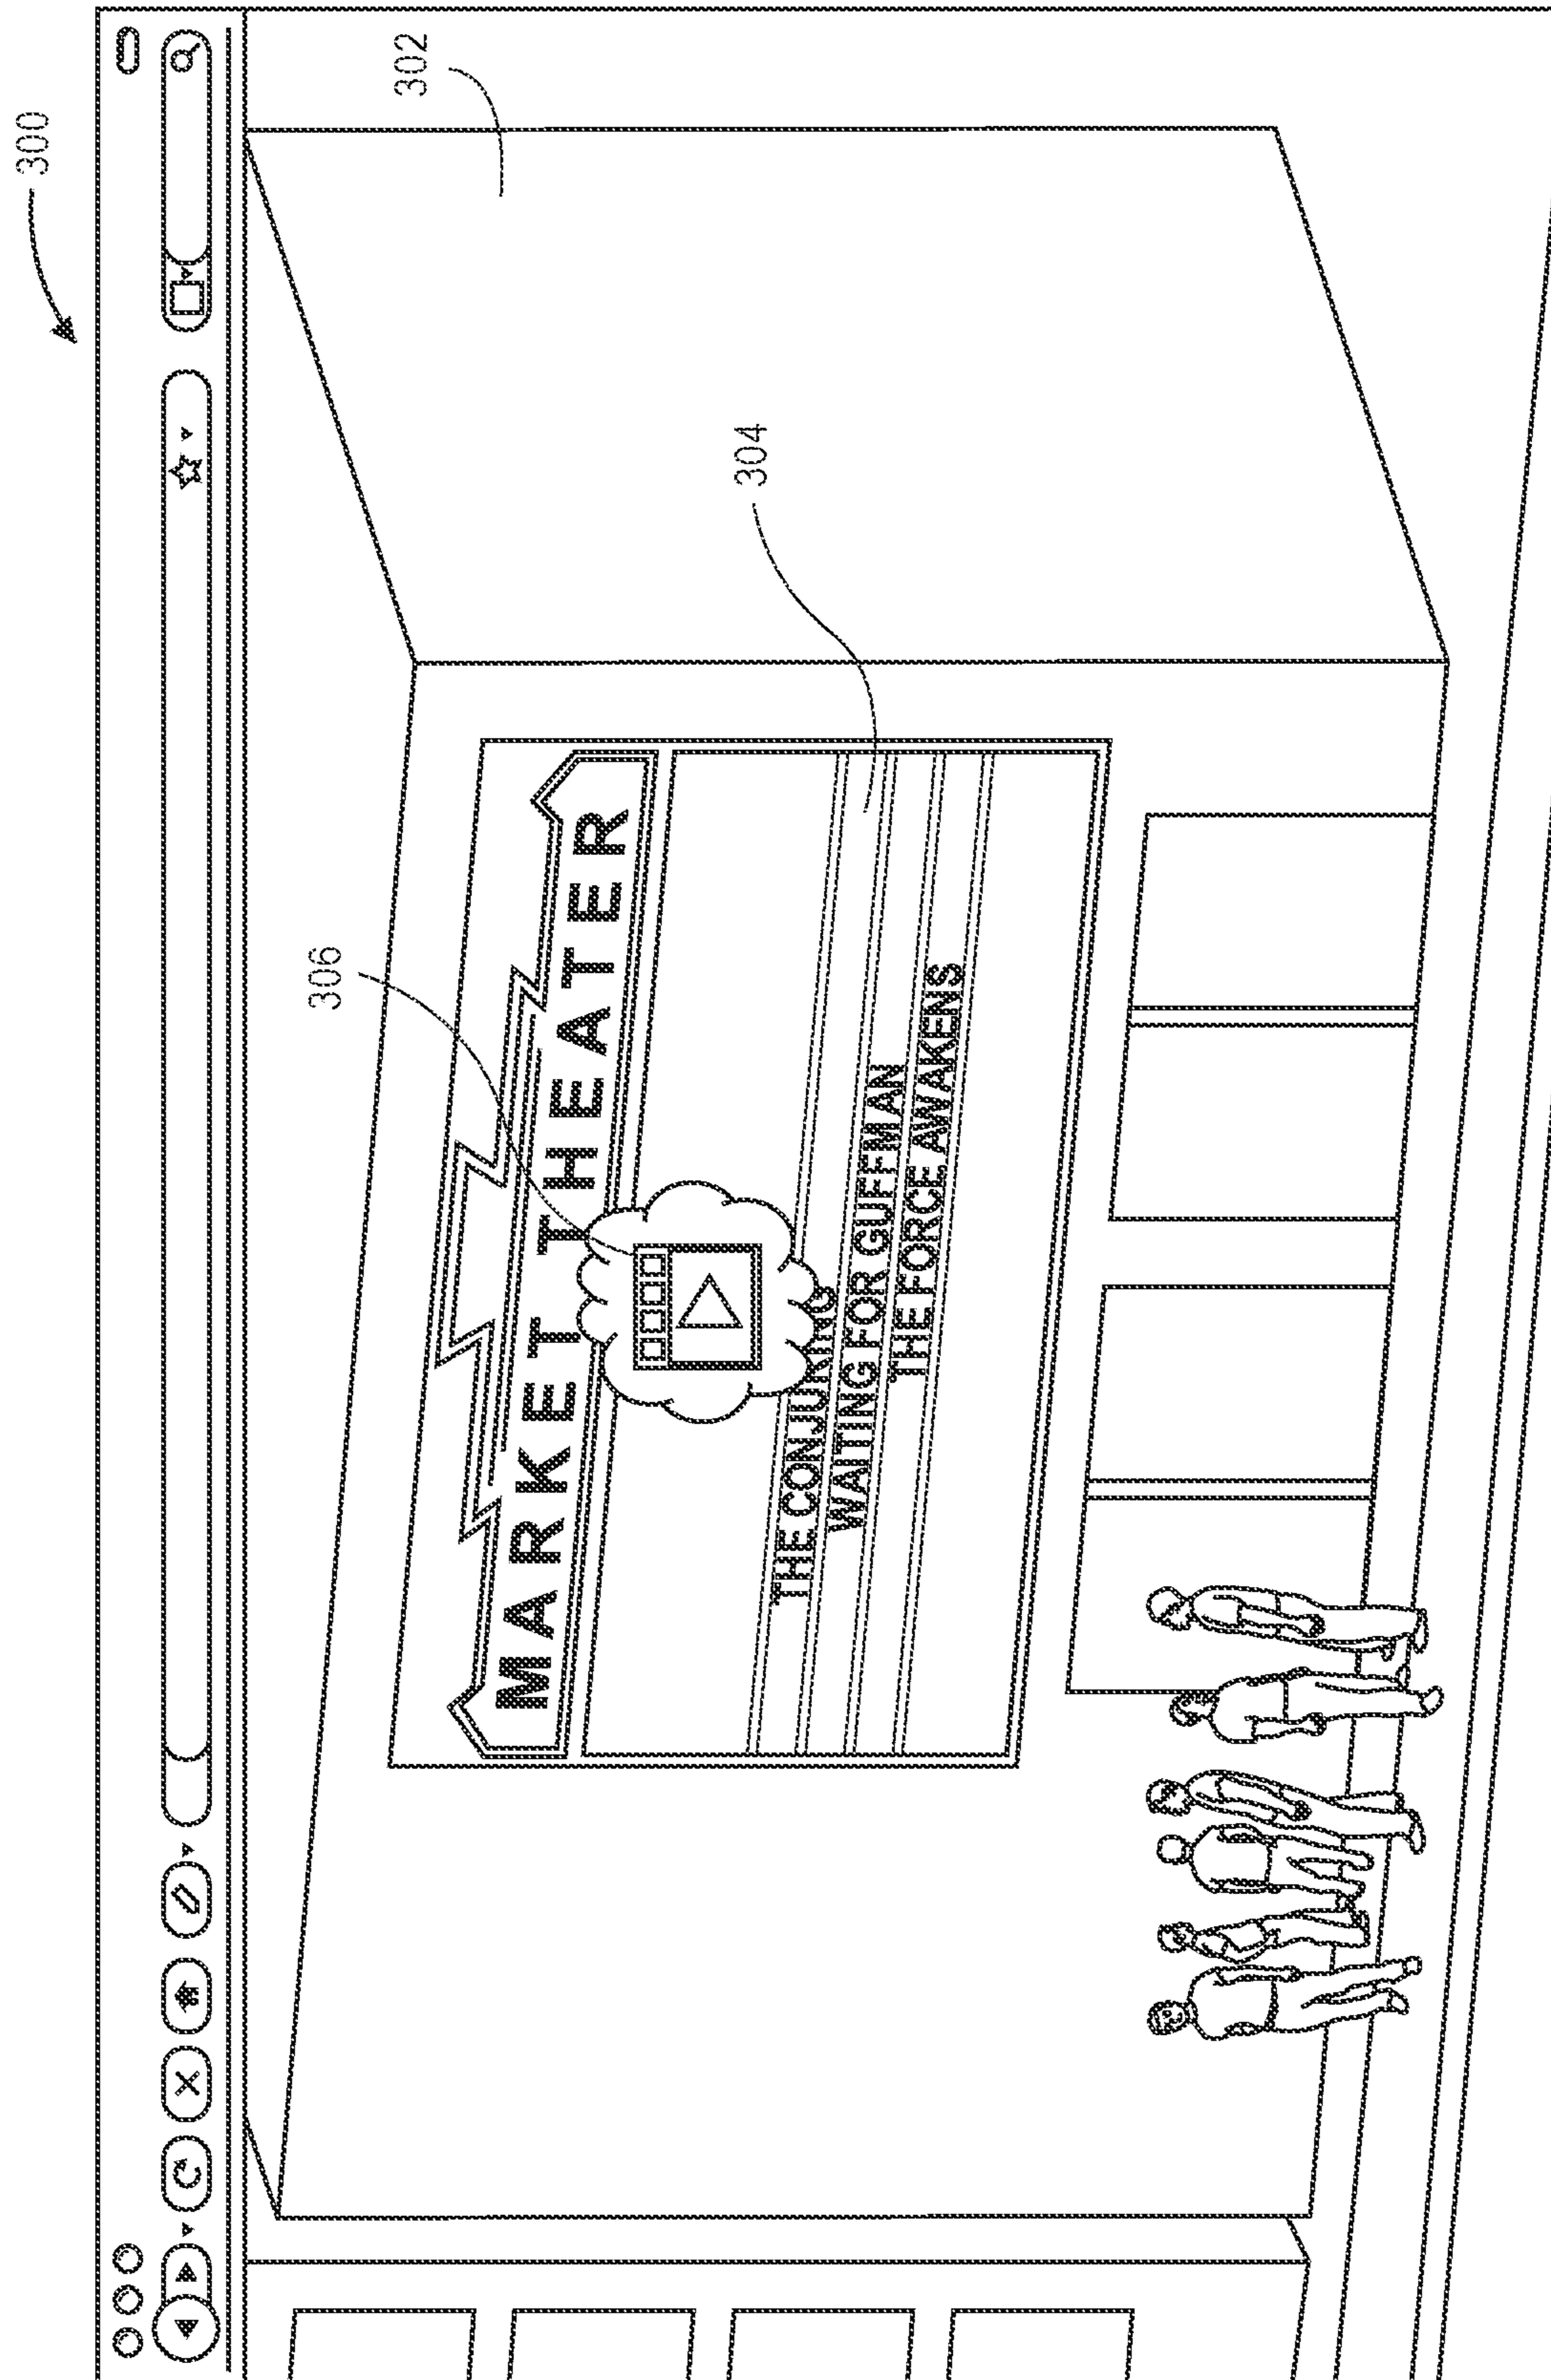 300
302
306
304
MARKET THEATER
THE CONJURING
WAITING FOR GUFFMAN
THE FORCE AWAKENS